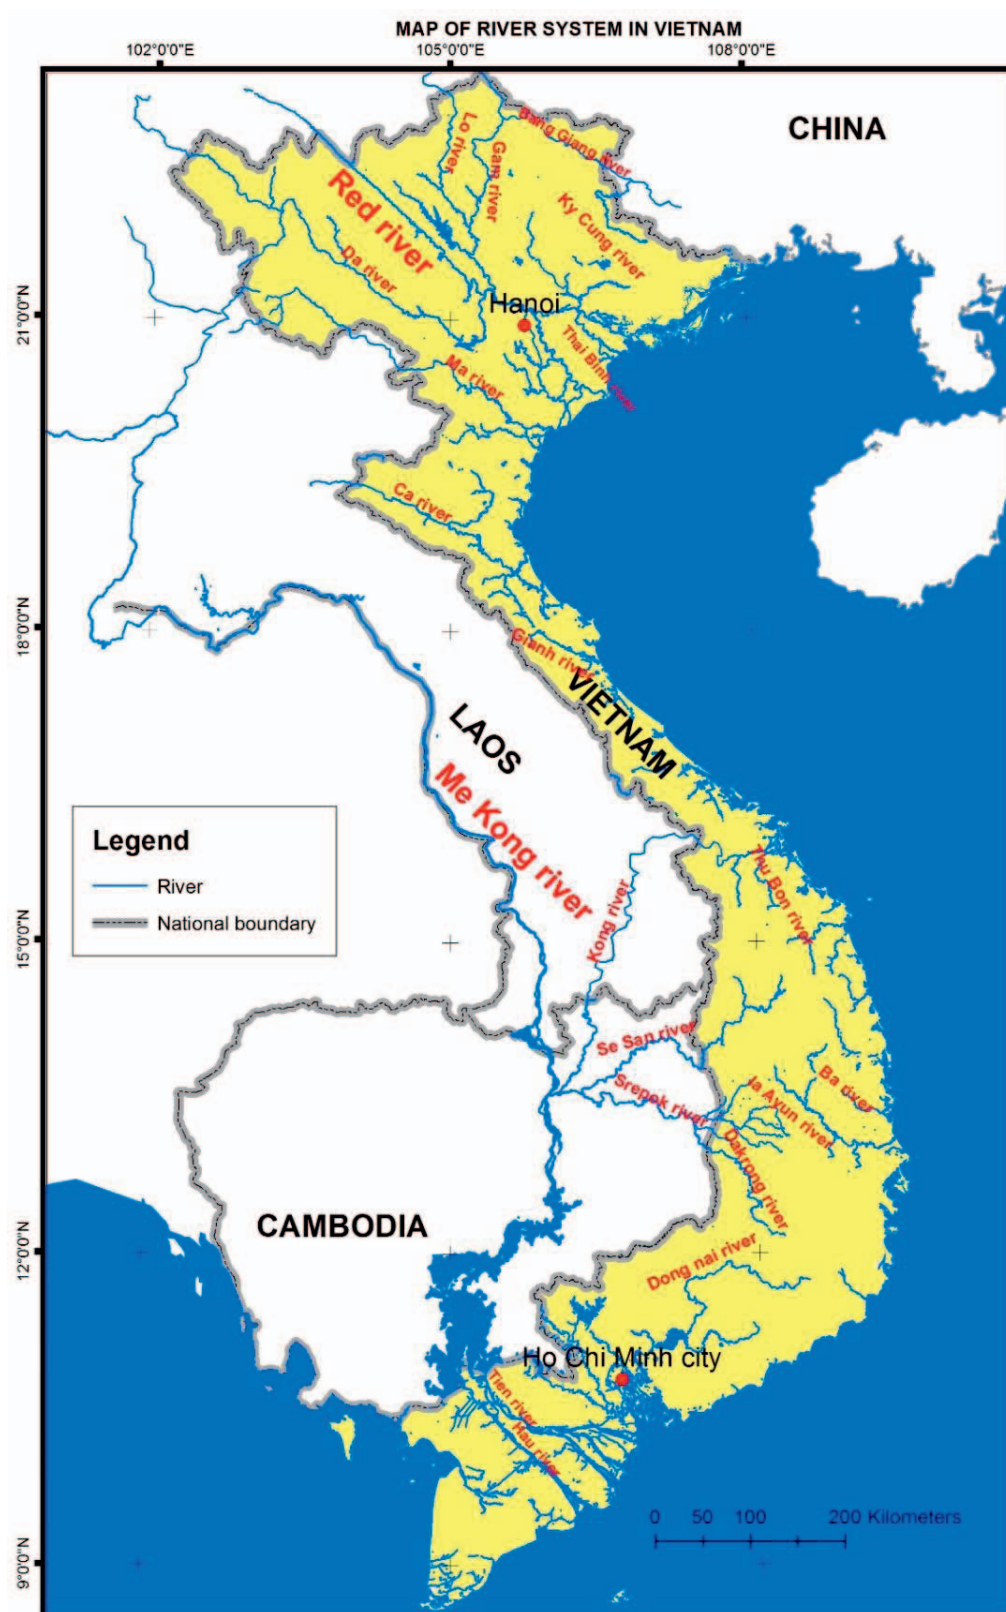 MAP OF RIVER SYSTEM IN VIETNAM
102°0'0"E
105°0'0"E
108°0'0"E
CHINA
Bang Giang river
Lo river
Gam river
Red river
Ky Cung river
Da river
21°0'0"N
Hanoi
Thai Binh river
Ma river
Ca river
18°0'0"N
Gianh river
VIETNAM
LAOS
Me Kong river
Legend
River
National boundary
Thu Bon river
Kong river
15°0'0"N
Se San river
Srepok river
Ba river
Ia Ayun river
Dakrong river
CAMBODIA
12°0'0"N
Dong nai river
Ho Chi Minh city
Tien river
Hau river
0 50 100 200 Kilometers
9°0'0"N